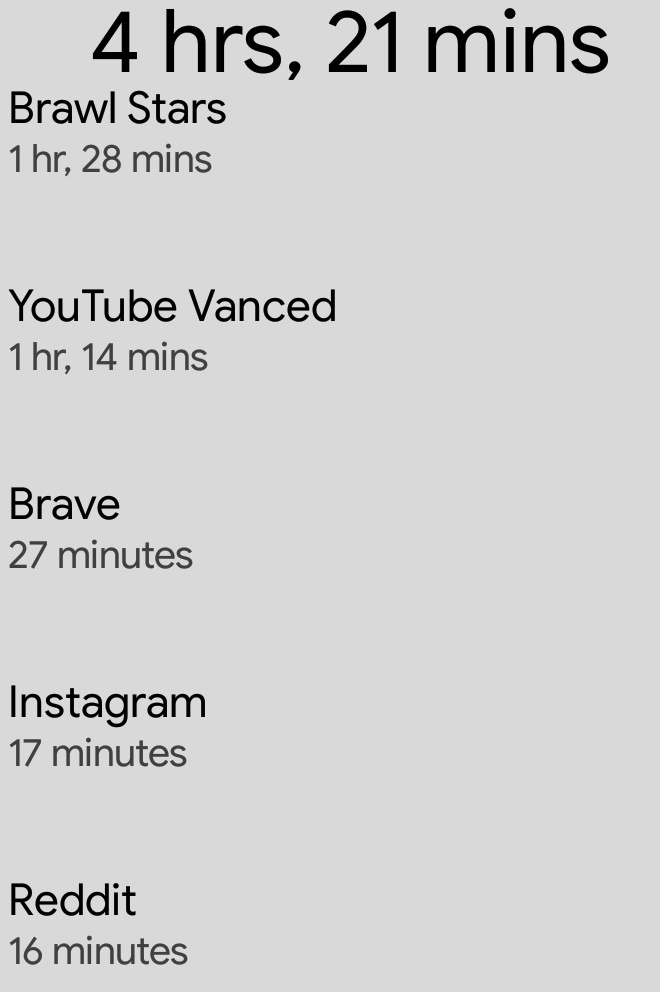 4 hrs, 21 mins
Brawl Stars
1 hr, 28 mins
YouTube Vanced
1 hr, 14 mins
Brave
27 minutes
Instagram
17 minutes
Reddit
16 minutes